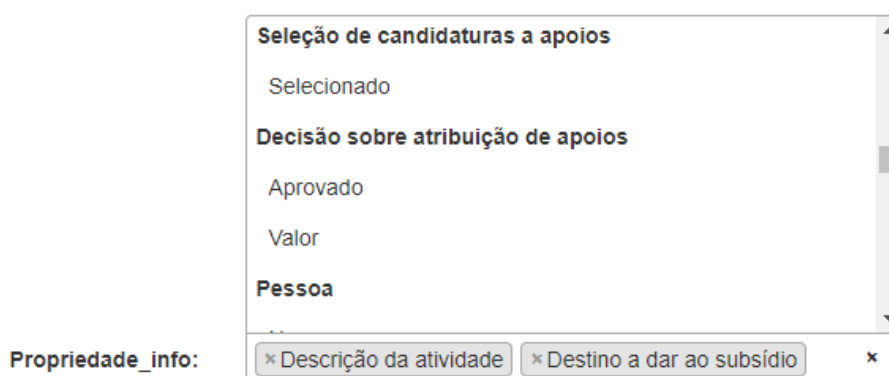 Seleção de candidaturas a apoios
Selecionado
Decisão sobre atribuição de apoios
Aprovado
Valor
Pessoa
Propriedade_info: × Descrição da atividade × Destino a dar ao subsídio ×